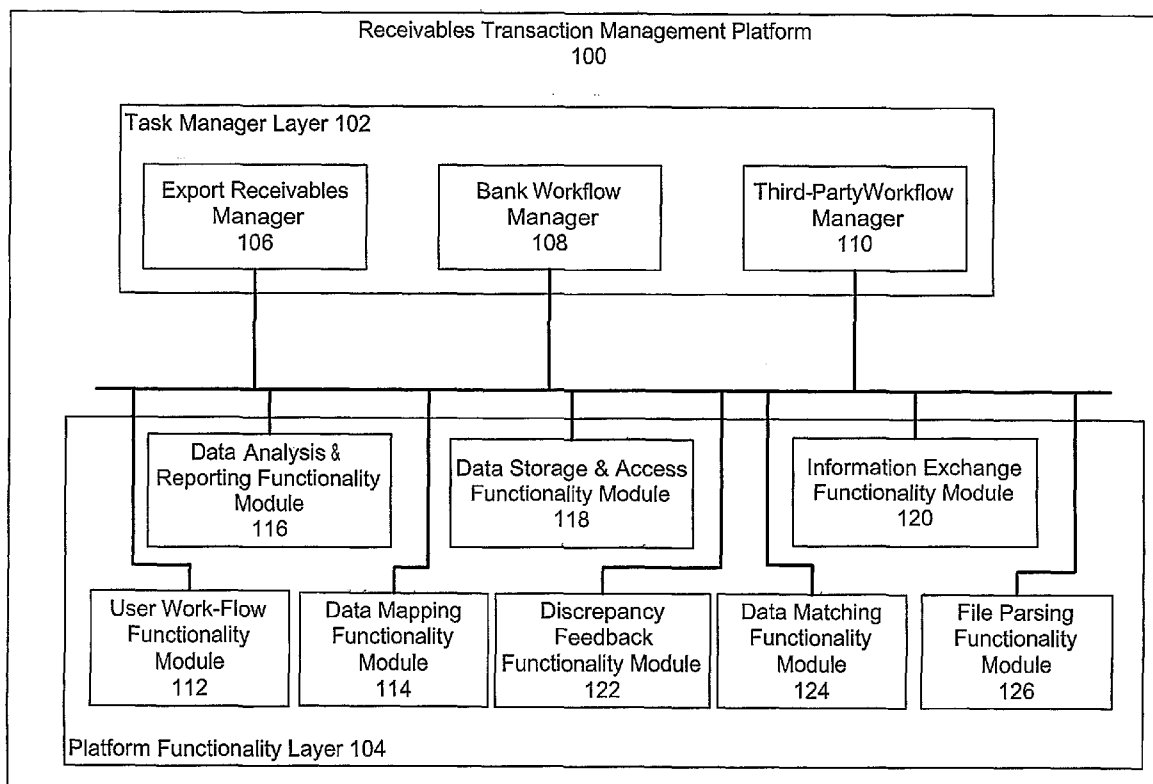 Receivables Transaction Management Platform
100
Task Manager Layer 102
Export Receivables
Manager
106
Bank Workflow
Manager
108
Third-PartyWorkflow
Manager
110
Data Analysis &
Reporting Functionality
Module
116
Data Storage & Access
Functionality Module
118
Information Exchange
Functionality Module
120
User Work-Flow
Functionality
Module
112
Data Mapping
Functionality
Module
114
Discrepancy
Feedback
Functionality Module
122
Data Matching
Functionality
Module
124
File Parsing
Functionality
Module
126
Platform Functionality Layer 104